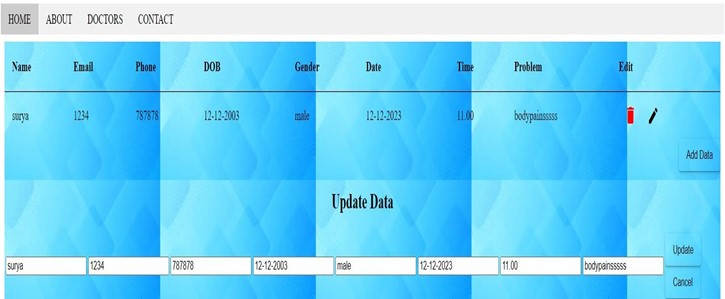 HOME ABOUT DOCTORS CONTACT
Name Email Phone DOB Gender Date Time Problem Edit
surya 1234 787878 12-12-2003 male 12-12-2023 11.00 bodypainsssss
Add Data
Update Data
Update
surya 1234 787878 12-12-2003 male 12-12-2023 11.00 bodypainsssss
Cancel